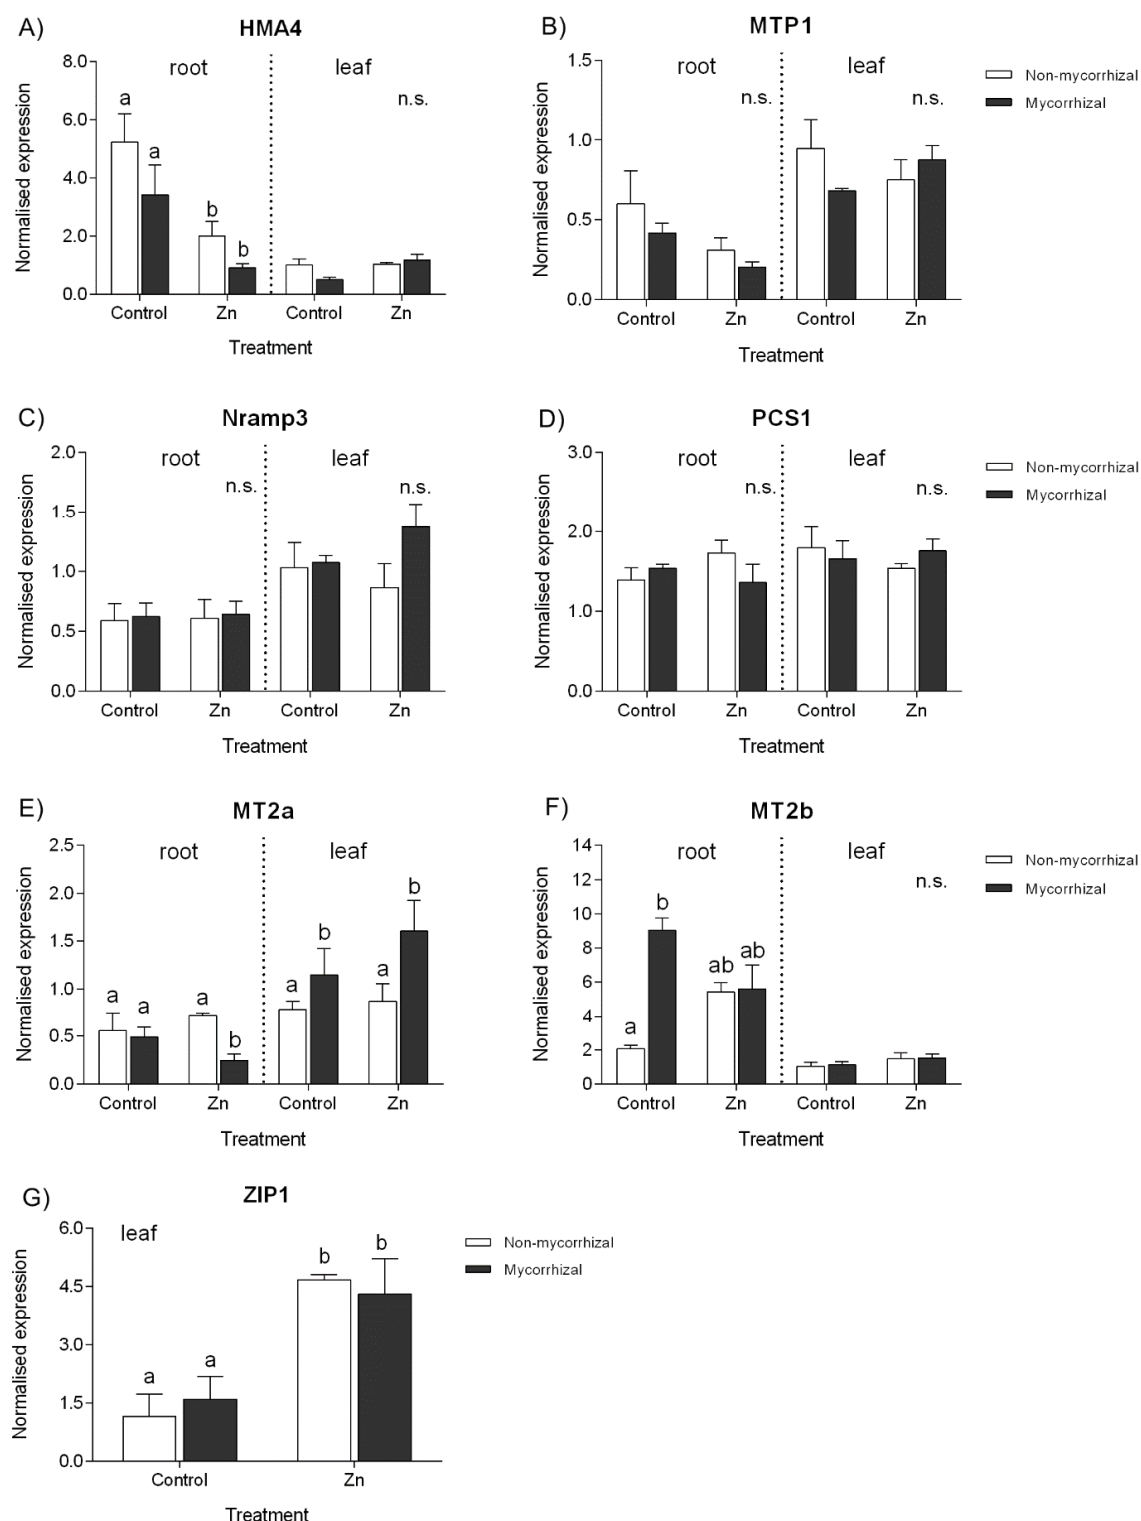 A) HMA4
Normalised expression
8.0
6.0
4.0
2.0
0.0
root
leaf
n.s.
a
a
b
b
Control Zn Control Zn
Treatment
B) MTP1
Normalised expression
1.5
1.0
0.5
0.0
root
leaf
n.s.
n.s.
Control Zn Control Zn
Treatment
Non-mycorrhizal
Mycorrhizal
C) Nramp3
Normalised expression
2.0
1.5
1.0
0.5
0.0
root
leaf
n.s.
n.s.
Control Zn Control Zn
Treatment
D) PCS1
Normalised expression
3.0
2.0
1.0
0.0
root
leaf
n.s.
n.s.
Control Zn Control Zn
Treatment
Non-mycorrhizal
Mycorrhizal
E) MT2a
Normalised expression
2.5
2.0
1.5
1.0
0.5
0.0
root
leaf
a
a
a
b
a
b
a
b
Control Zn Control Zn
Treatment
F) MT2b
Normalised expression
14
12
10
8
6
4
2
0
root
leaf
n.s.
a
b
ab
ab
Control Zn Control Zn
Treatment
Non-mycorrhizal
Mycorrhizal
G) ZIP1
Normalised expression
6.0
4.5
3.0
1.5
0.0
leaf
a
a
b
b
Control Zn
Treatment
Non-mycorrhizal
Mycorrhizal